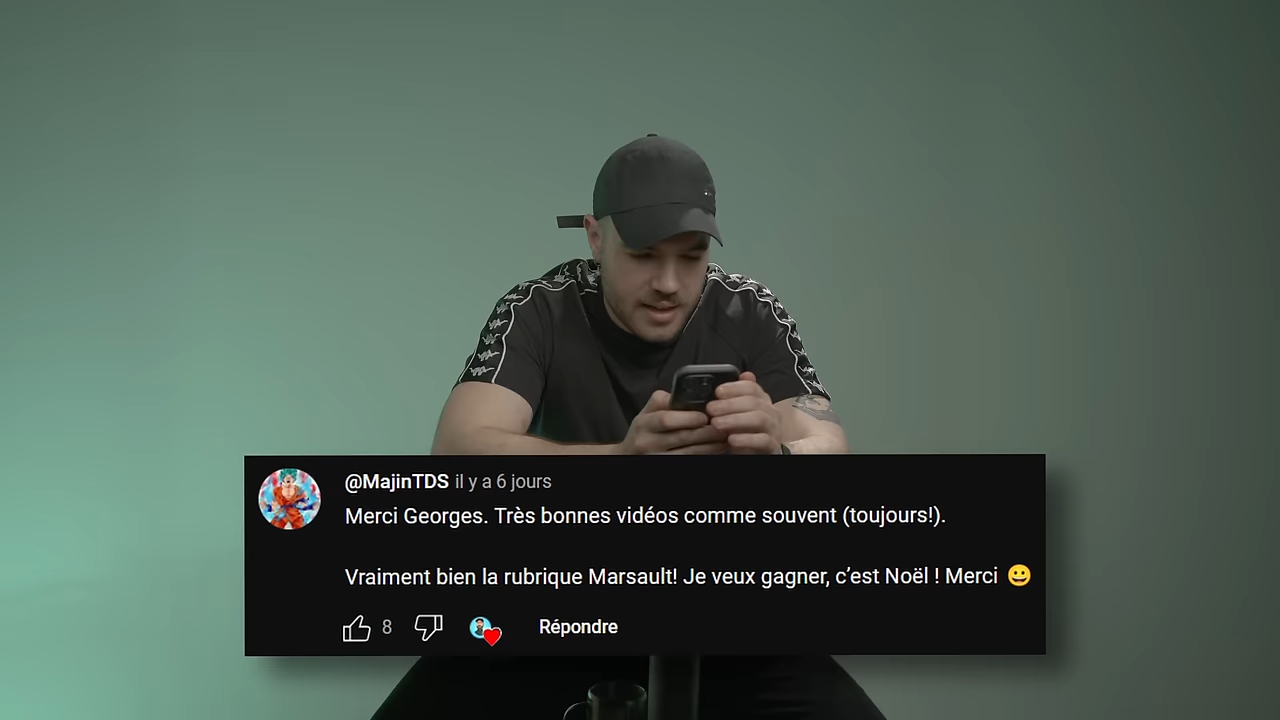 @MajinTDS il y a 6 jours
Merci Georges. Très bonnes vidéos comme souvent (toujours!).
Vraiment bien la rubrique Marsault! Je veux gagner, c’est Noël ! Merci 😀
8
Répondre